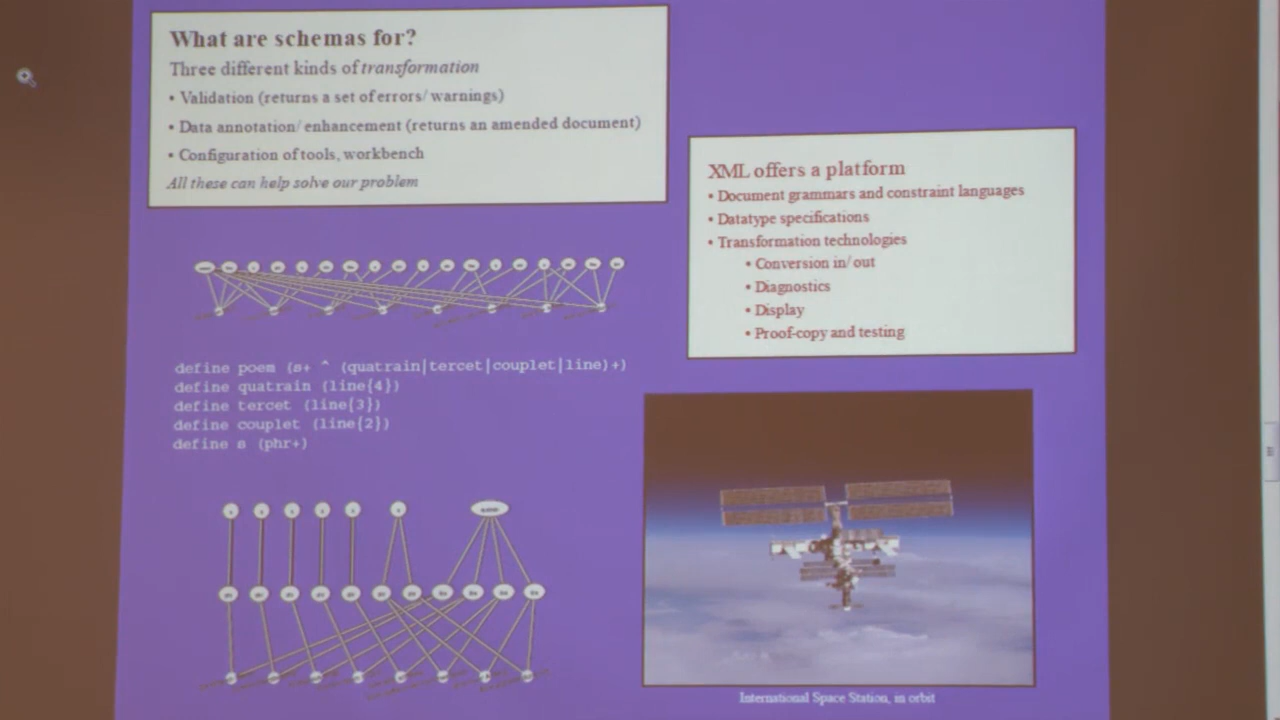 What are schemas for?
Three different kinds of transformation
• Validation (returns a set of errors/ warnings)
• Data annotation/ enhancement (returns an amended document)
• Configuration of tools, workbench
All these can help solve our problem
XML offers a platform
• Document grammars and constraint languages
• Datatype specifications
• Transformation technologies
• Conversion in/ out
• Diagnostics
• Display
• Proof-copy and testing
define poem (s+ ^ (quatrain|tercet|couplet|line)+)
define quatrain (line{4})
define tercet (line{3})
define couplet (line{2})
define s (phr+)
International Space Station, in orbit